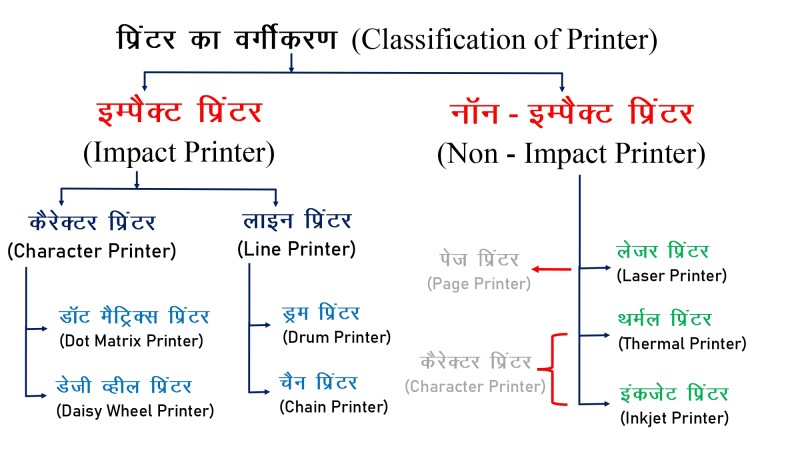 प्रिंटर का वर्गीकरण (Classification of Printer)
इम्पैक्ट प्रिंटर
(Impact Printer)
नॉन - इम्पैक्ट प्रिंटर
(Non - Impact Printer)
कैरेक्टर प्रिंटर
(Character Printer)
डॉट मैट्रिक्स प्रिंटर
(Dot Matrix Printer)
डेजी व्हील प्रिंटर
(Daisy Wheel Printer)
लाइन प्रिंटर
(Line Printer)
ड्रम प्रिंटर
(Drum Printer)
चैन प्रिंटर
(Chain Printer)
पेज प्रिंटर
(Page Printer)
लेजर प्रिंटर
(Laser Printer)
कैरेक्टर प्रिंटर
(Character Printer)
थर्मल प्रिंटर
(Thermal Printer)
इंकजेट प्रिंटर
(Inkjet Printer)